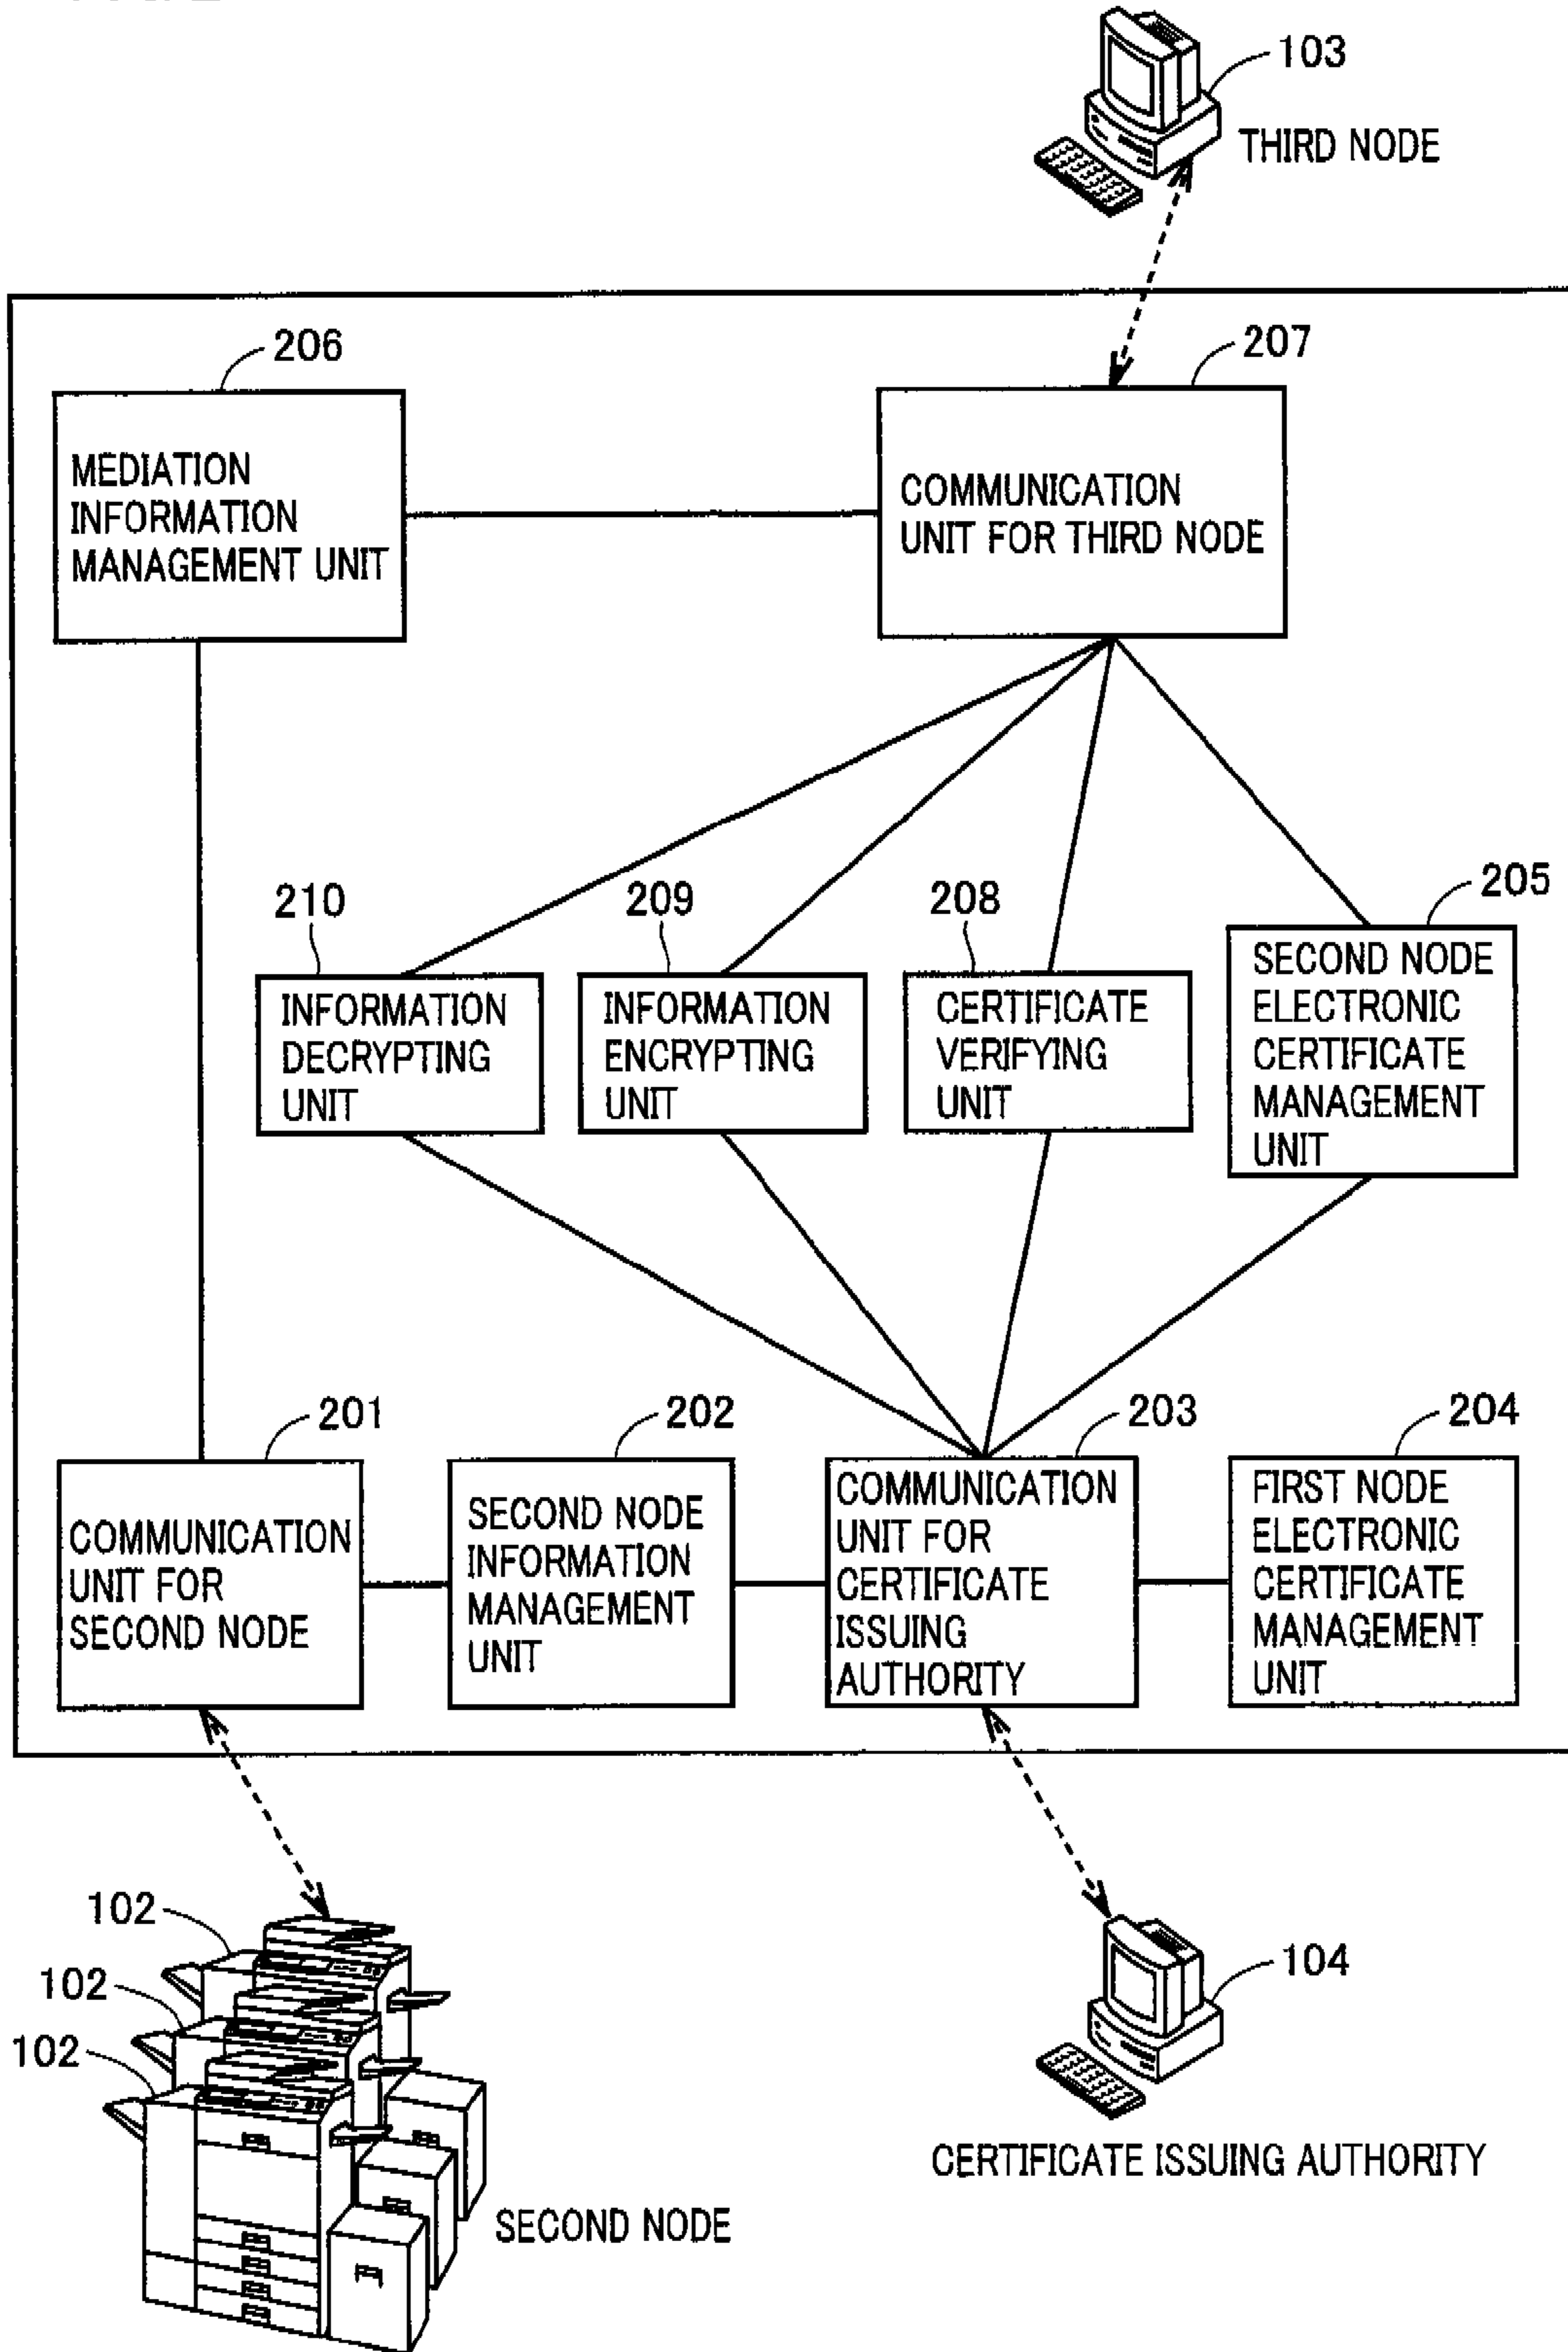 103
THIRD NODE
206
207
MEDIATION
INFORMATION
MANAGEMENT UNIT
COMMUNICATION
UNIT FOR THIRD NODE
210
209
208
205
INFORMATION
DECRYPTING
UNIT
INFORMATION
ENCRYPTING
UNIT
CERTIFICATE
VERIFYING
UNIT
SECOND NODE
ELECTRONIC
CERTIFICATE
MANAGEMENT
UNIT
201
202
203
204
COMMUNICATION
UNIT FOR
SECOND NODE
SECOND NODE
INFORMATION
MANAGEMENT
UNIT
COMMUNICATION
UNIT FOR
CERTIFICATE
ISSUING
AUTHORITY
FIRST NODE
ELECTRONIC
CERTIFICATE
MANAGEMENT
UNIT
102
102
102
104
SECOND NODE
CERTIFICATE ISSUING AUTHORITY